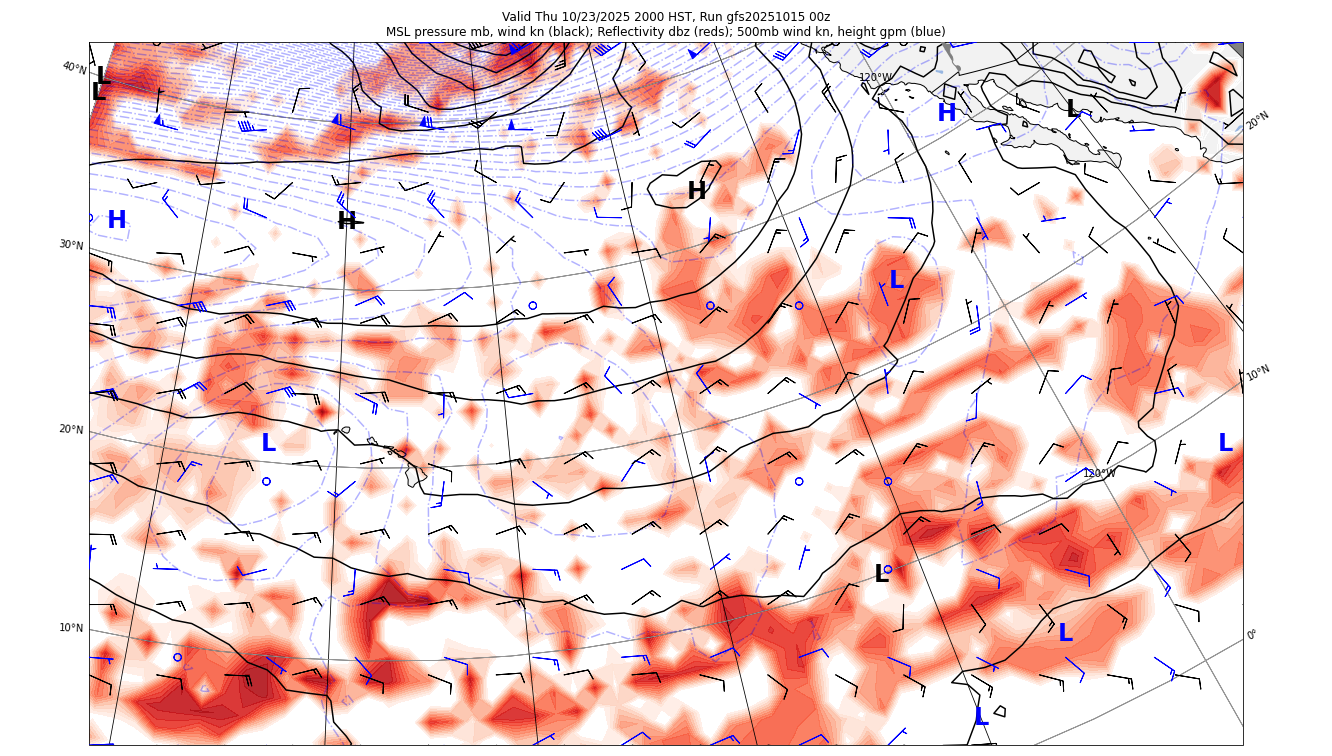 Valid Thu 10/23/2025 2000 HST, Run gfs20251015 00z
MSL pressure mb, wind kn (black); Reflectivity dbz (reds); 500mb wind kn, height gpm (blue)
40°N
L
L
120°W
H
L
20°N
H
H
H
30°N
L
10°N
20°N
L
L
120°W
L
10°N
L
0°
L